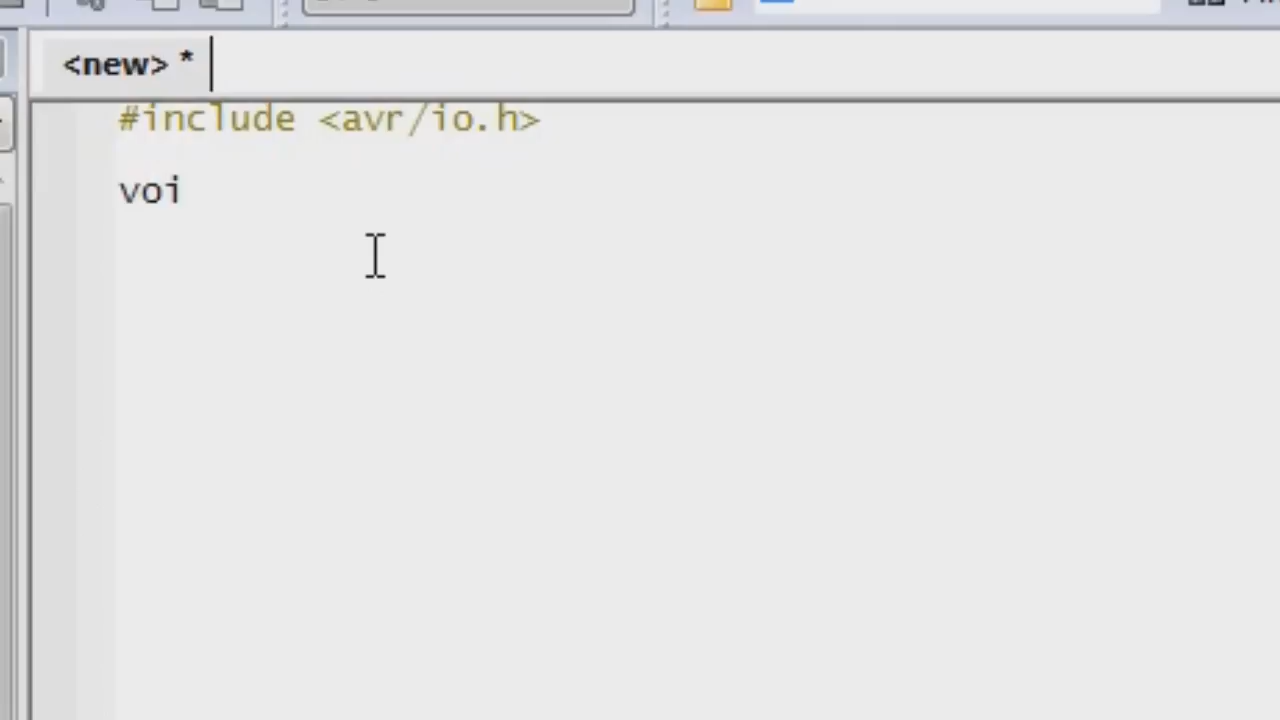 <new> *
#include <avr/io.h>
voi